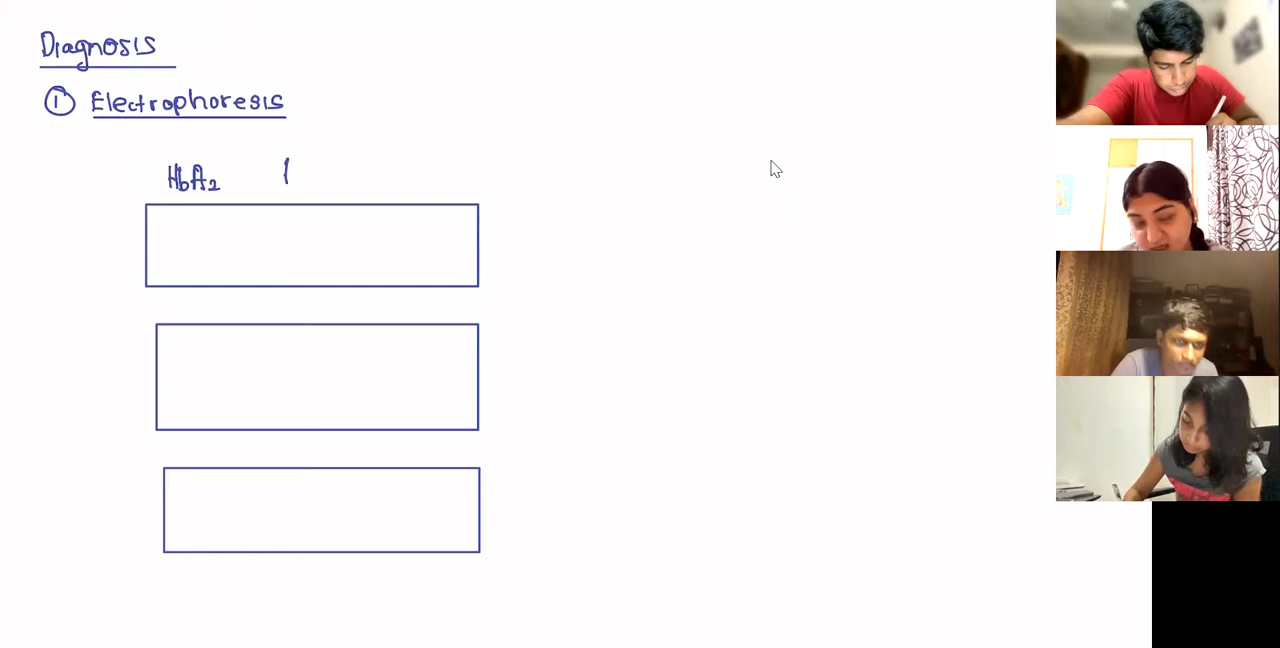 Diagnosis
① Electrophoresis
HbA₂